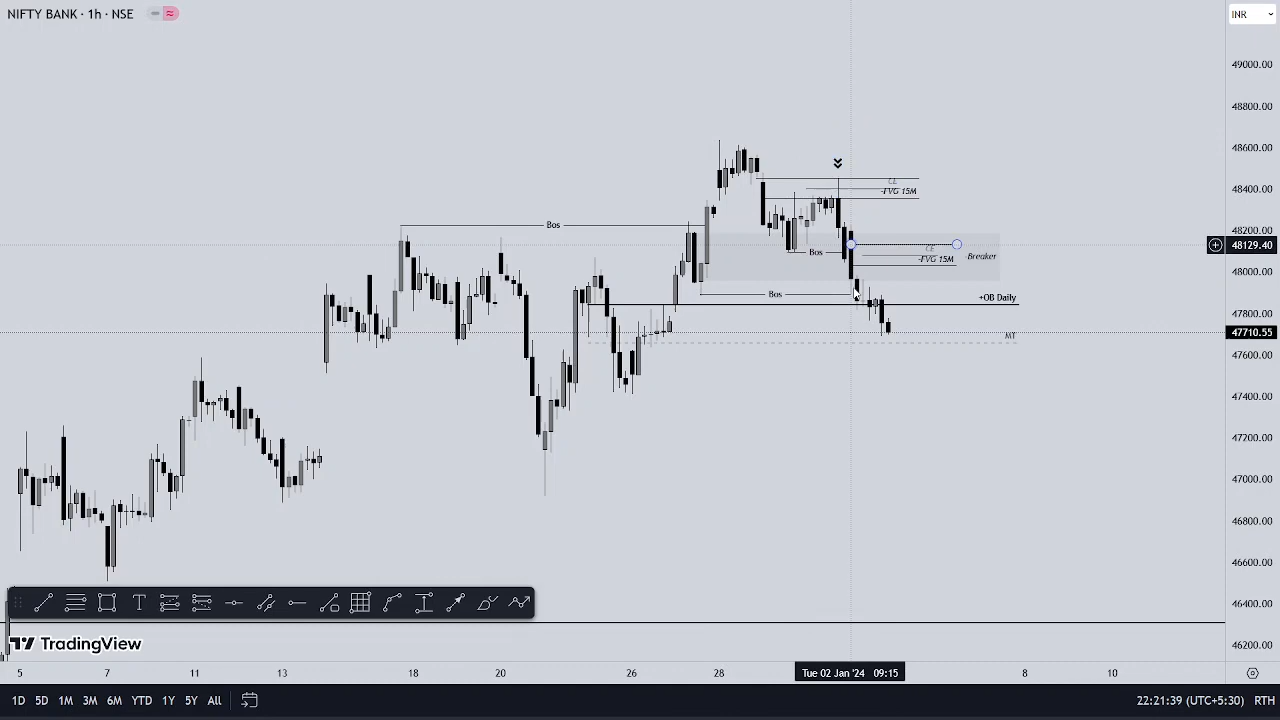 NIFTY BANK · 1h · NSE
INR
49000.00
48800.00
48600.00
48400.00
48200.00
48129.40
48000.00
47800.00
47710.55
47600.00
47400.00
47200.00
47000.00
46800.00
46600.00
46400.00
46200.00
CE
-FVG 15M
Bos
Bos
CE
-FVG 15M
Breaker
Bos
+OB Daily
MT
TradingView
5
7
11
13
18
20
26
28
Tue 02 Jan '24 09:15
8
10
1D 5D 1M 3M 6M YTD 1Y 5Y All
22:21:39 (UTC+5:30) RTH